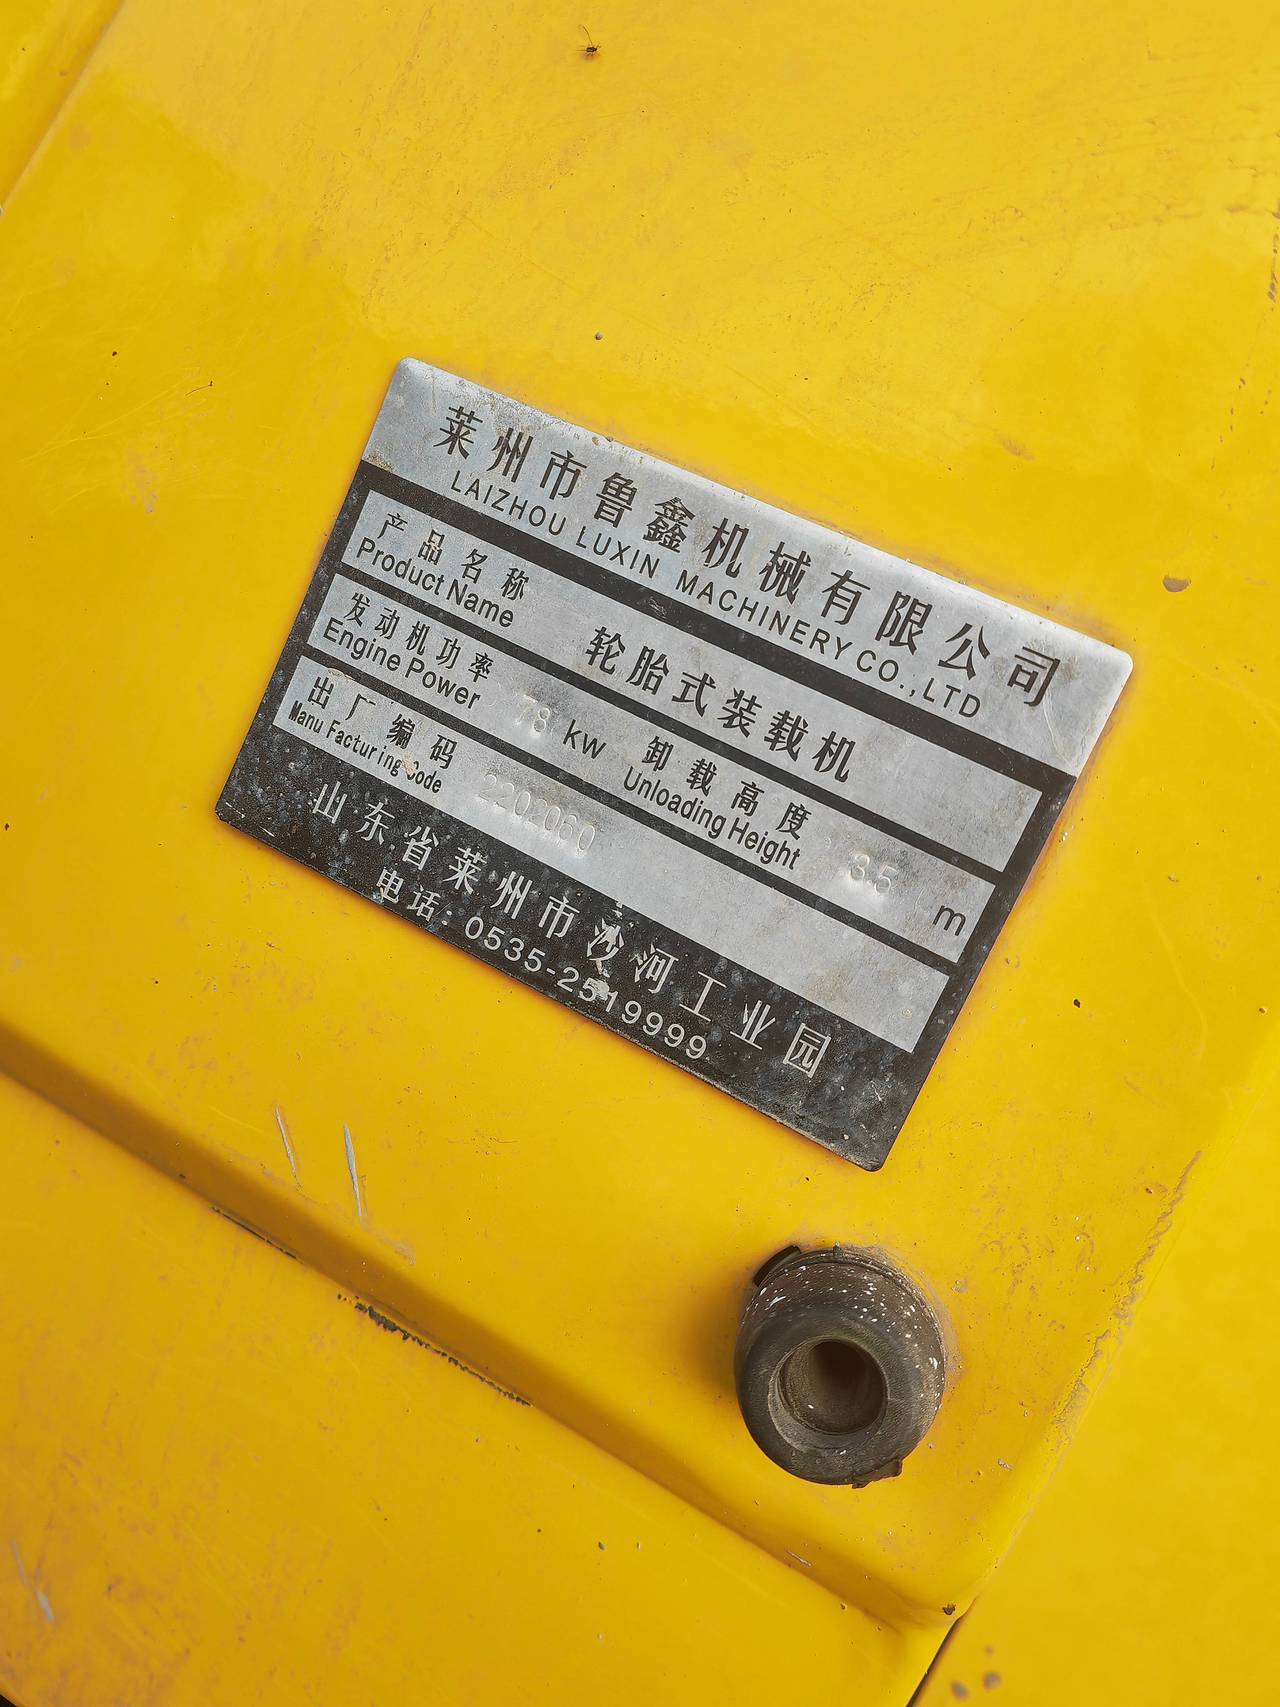 莱州市鲁鑫机械有限公司
LAIZHOU LUXIN MACHINERY CO.,LTD
产品名称 轮胎式装载机
Product Name
发动机功率 78 kw 卸载高度 3.5 m
Engine Power Unloading Height
出厂编码 2202060
Manu Facturing Code
山东省莱州市沙河工业园
电话: 0535-2519999